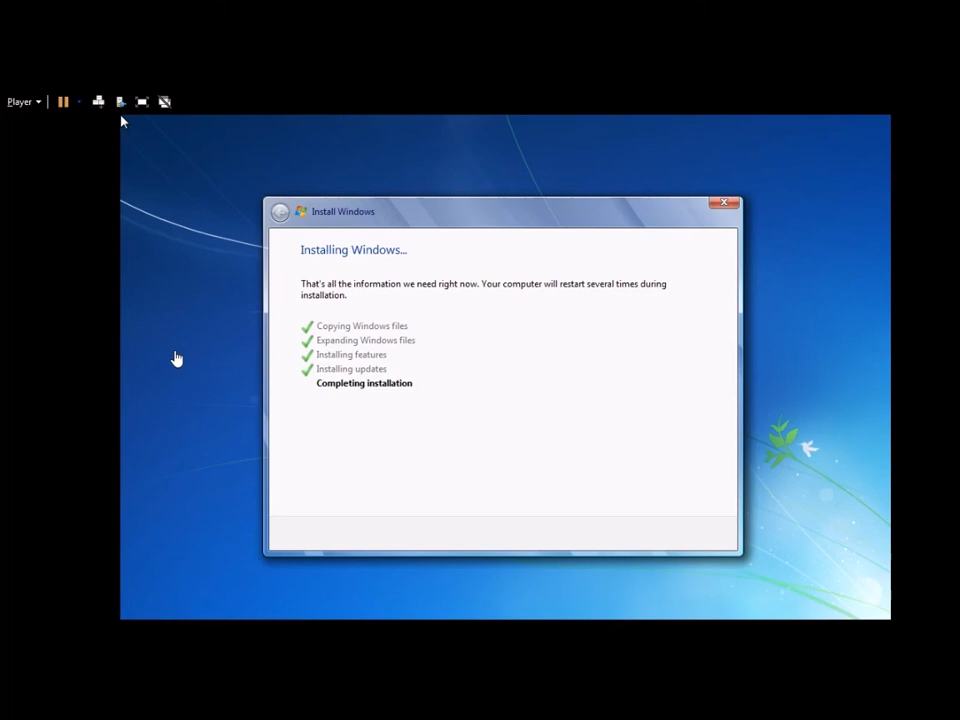 Player
Install Windows
Installing Windows...
That's all the information we need right now. Your computer will restart several times during
installation.
Copying Windows files
Expanding Windows files
Installing features
Installing updates
Completing installation